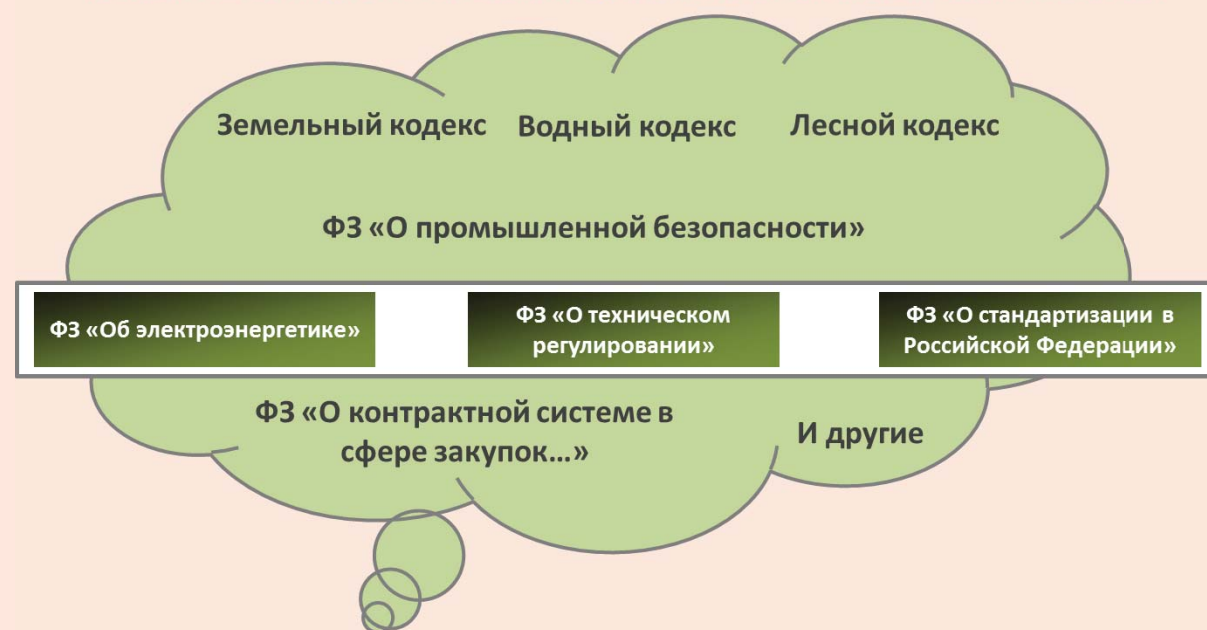 Земельный кодекс
Водный кодекс
Лесной кодекс
ФЗ «О промышленной безопасности»
ФЗ «Об электроэнергетике»
ФЗ «О техническом
регулировании»
ФЗ «О стандартизации в
Российской Федерации»
ФЗ «О контрактной системе в
сфере закупок...»
И другие